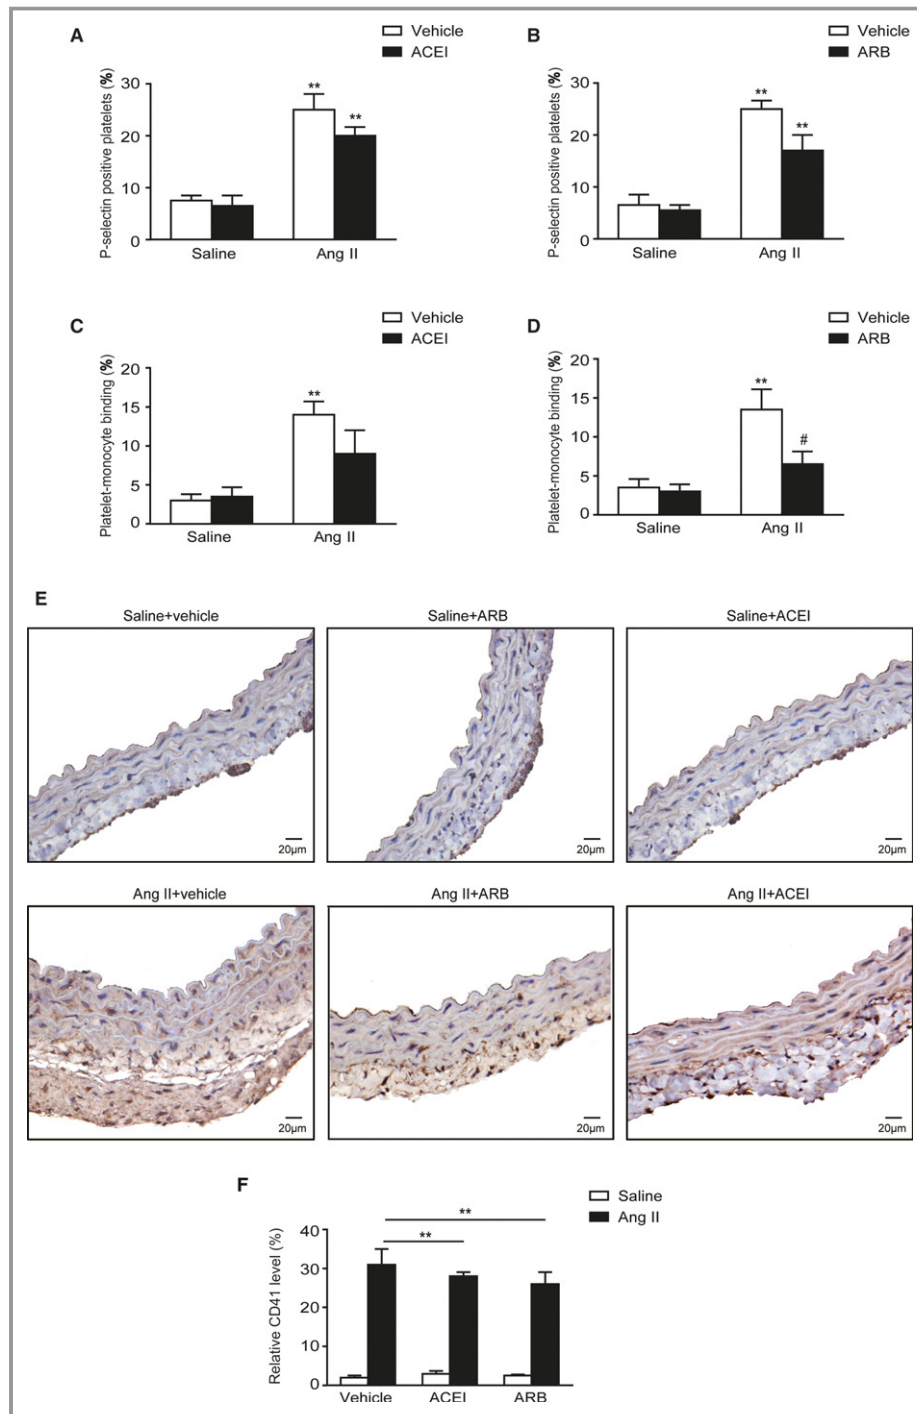 A
Vehicle
ACEI
P-selectin positive platelets (%)
30
20
10
0
**
**
Saline
Ang II
B
Vehicle
ARB
P-selectin positive platelets (%)
30
20
10
0
**
**
Saline
Ang II
C
Vehicle
ACEI
Platelet-monocyte binding (%)
20
15
10
5
0
**
Saline
Ang II
D
Vehicle
ARB
Platelet-monocyte binding (%)
20
15
10
5
0
**
#
Saline
Ang II
E
Saline+vehicle
Saline+ARB
Saline+ACEI
20µm
20µm
20µm
Ang II+vehicle
Ang II+ARB
Ang II+ACEI
20µm
20µm
20µm
F
Saline
Ang II
Relative CD41 level (%)
40
30
20
10
0
**
**
Vehicle
ACEI
ARB